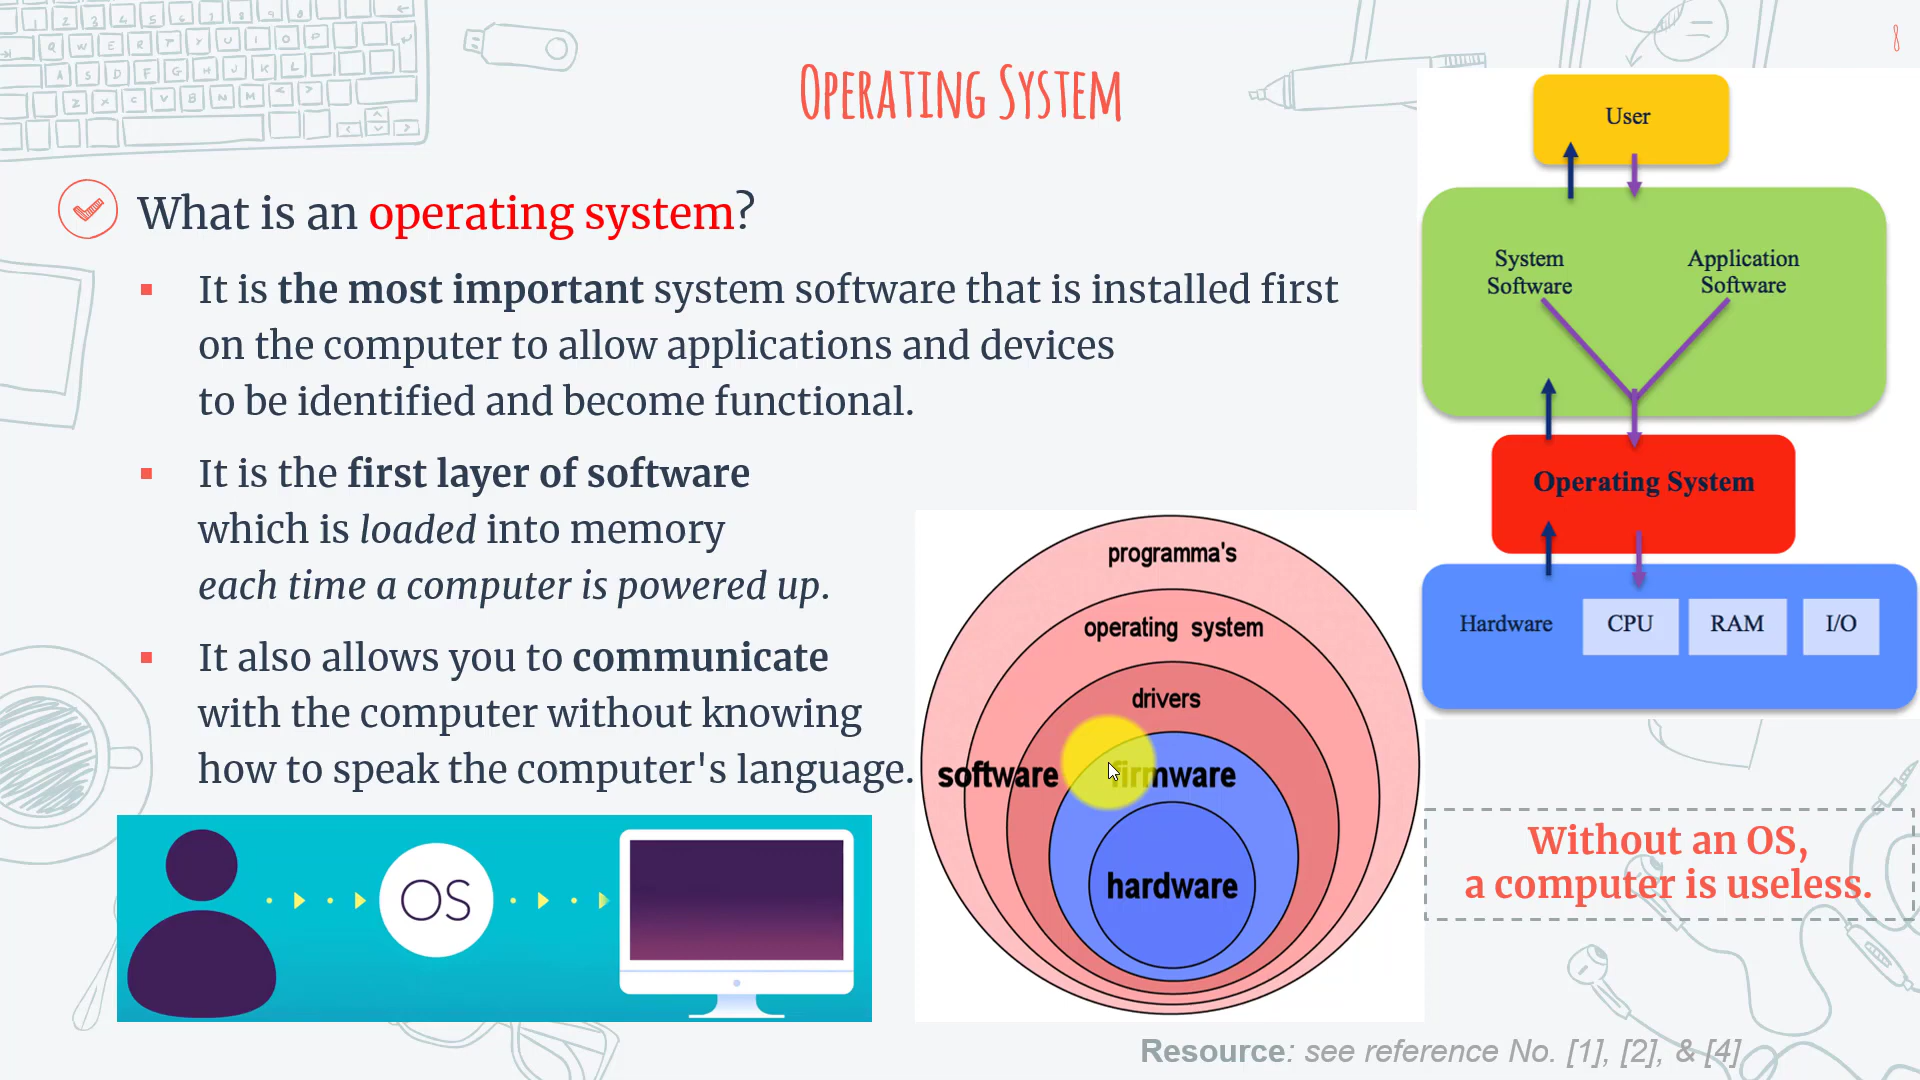 8
OPERATING SYSTEM
What is an operating system?
It is the most important system software that is installed first
on the computer to allow applications and devices
to be identified and become functional.
It is the first layer of software
which is loaded into memory
each time a computer is powered up.
It also allows you to communicate
with the computer without knowing
how to speak the computer's language.
OS
programma's
operating system
drivers
software
firmware
hardware
User
System
Software
Application
Software
Operating System
Hardware
CPU
RAM
I/O
Without an OS,
a computer is useless.
Resource: see reference No. [1], [2], & [4]